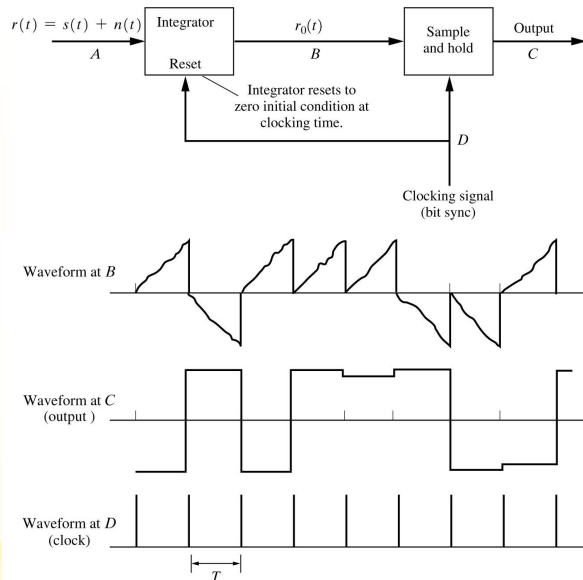 r(t) = s(t) + n(t)
A
Integrator
Reset
r₀(t)
B
Sample
and hold
Output
C
Integrator resets to
zero initial condition at
clocking time.
D
Clocking signal
(bit sync)
Waveform at B
Waveform at C
(output )
Waveform at D
(clock)
T